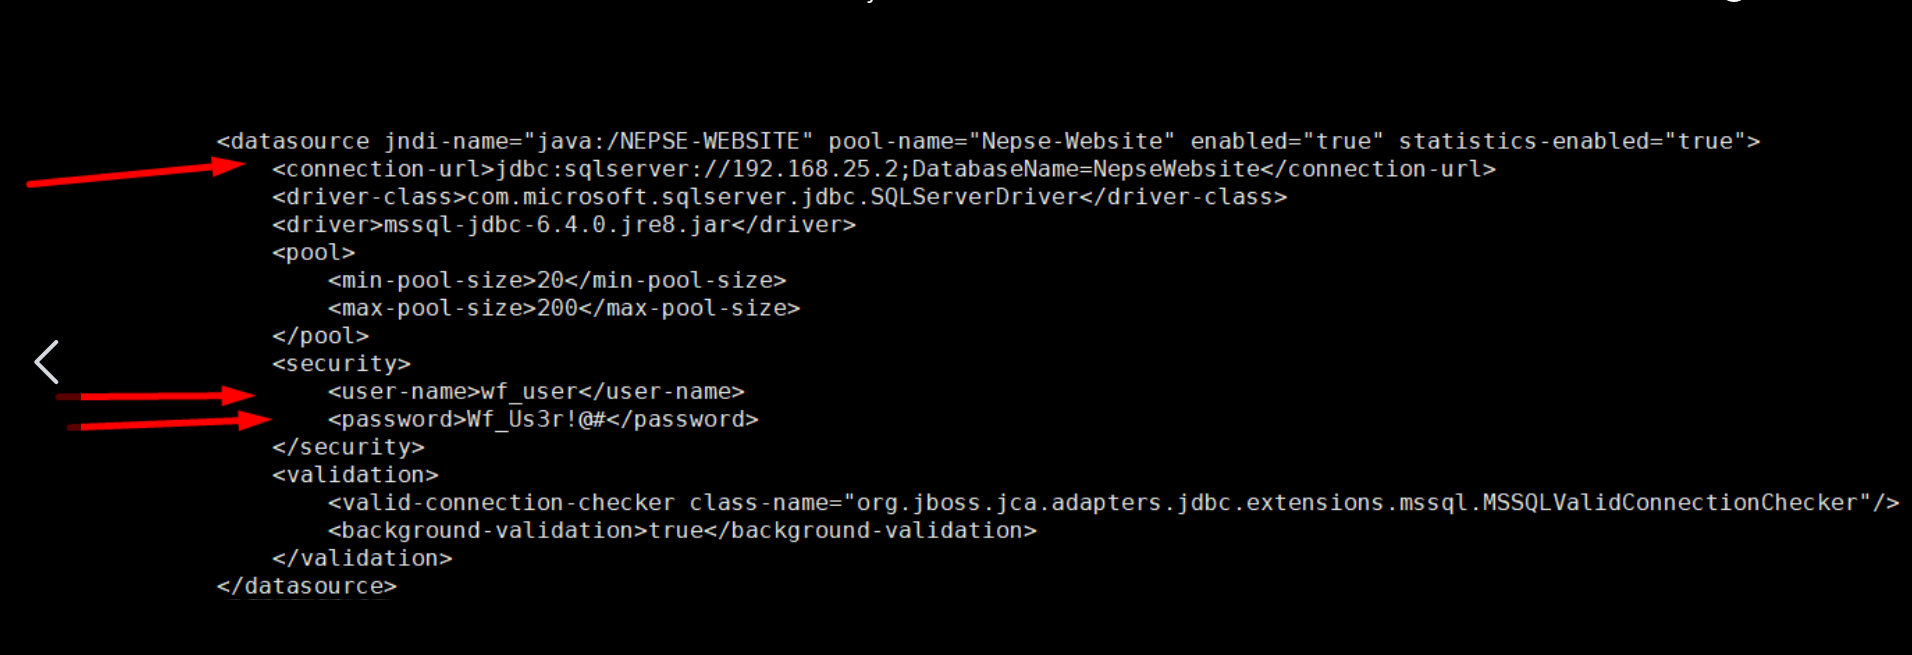 <datasource jndi-name="java:/NEPSE-WEBSITE" pool-name="Nepse-Website" enabled="true" statistics-enabled="true">
    <connection-url>jdbc:sqlserver://192.168.25.2;DatabaseName=NepseWebsite</connection-url>
    <driver-class>com.microsoft.sqlserver.jdbc.SQLServerDriver</driver-class>
    <driver>mssql-jdbc-6.4.0.jre8.jar</driver>
    <pool>
        <min-pool-size>20</min-pool-size>
        <max-pool-size>200</max-pool-size>
    </pool>
    <security>
        <user-name>wf_user</user-name>
        <password>Wf_Us3r!@#</password>
    </security>
    <validation>
        <valid-connection-checker class-name="org.jboss.jca.adapters.jdbc.extensions.mssql.MSSQLValidConnectionChecker"/>
        <background-validation>true</background-validation>
    </validation>
</datasource>